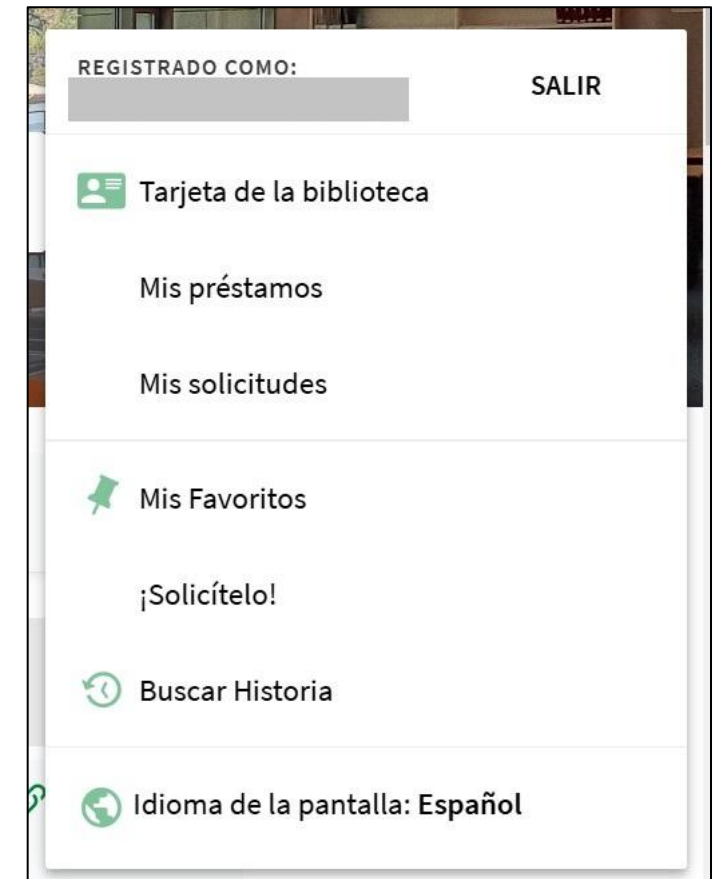 REGISTRADO COMO:
SALIR
Tarjeta de la biblioteca
Mis préstamos
Mis solicitudes
Mis Favoritos
¡Solicítelo!
Buscar Historia
Idioma de la pantalla: Español